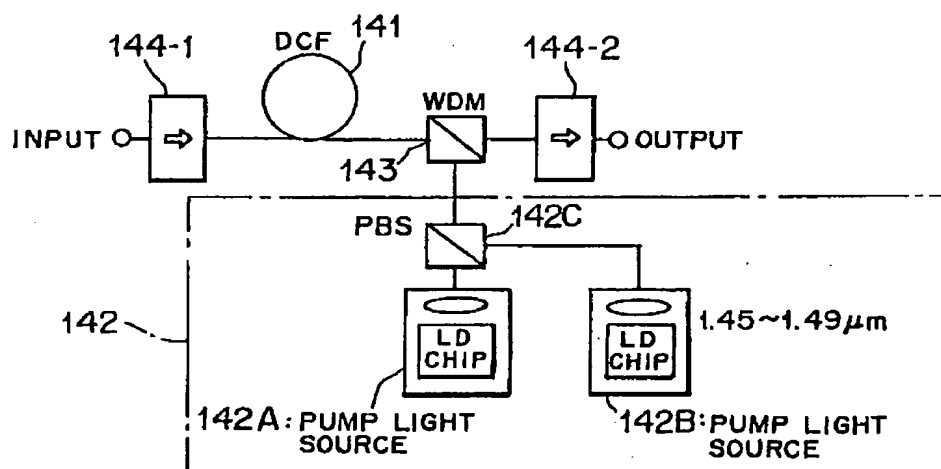 144-1
DCF
141
144-2
WDM
INPUT
OUTPUT
143
PBS
142C
142
LD
CHIP
LD
CHIP
1.45~1.49μm
142A: PUMP LIGHT
SOURCE
142B: PUMP LIGHT
SOURCE